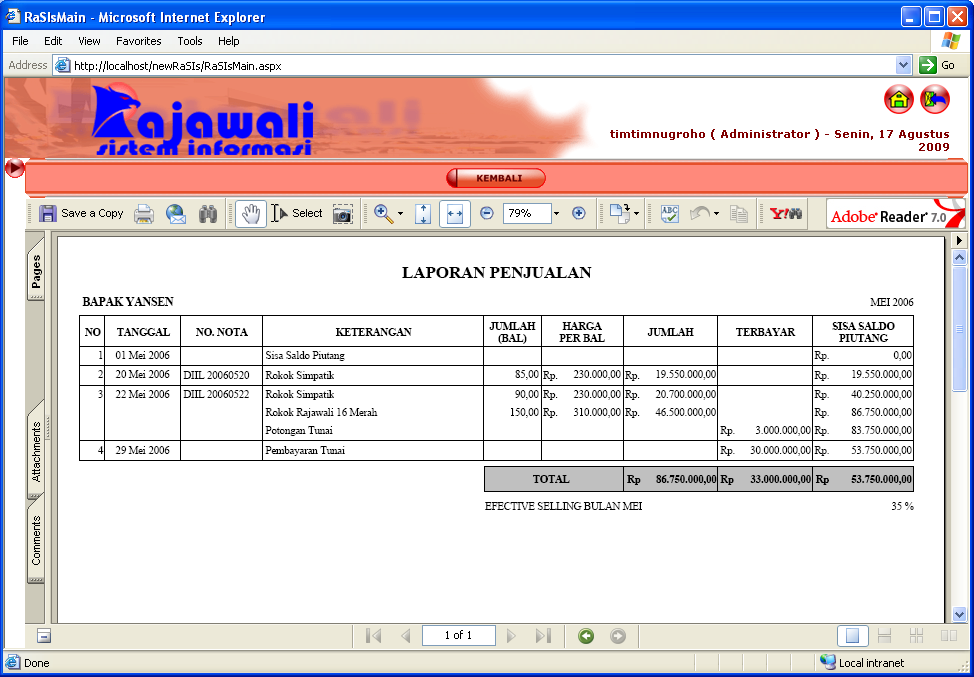 RaSIsMain - Microsoft Internet Explorer
File Edit View Favorites Tools Help
Address http://localhost/newRaSIs/RaSIsMain.aspx Go
Rajawali
sistem informasi
timtimnugroho ( Administrator ) - Senin, 17 Agustus
2009
KEMBALI
Save a Copy Select 79% Y! Adobe Reader 7.0
Pages
Attachments
Comments
LAPORAN PENJUALAN
BAPAK YANSEN MEI 2006
NO TANGGAL NO. NOTA KETERANGAN JUMLAH (BAL) HARGA PER BAL JUMLAH TERBAYAR SISA SALDO PIUTANG
1 01 Mei 2006 Sisa Saldo Piutang Rp. 0,00
2 20 Mei 2006 DIIL 20060520 Rokok Simpatik 85,00 Rp. 230.000,00 Rp. 19.550.000,00 Rp. 19.550.000,00
3 22 Mei 2006 DIIL 20060522 Rokok Simpatik 90,00 Rp. 230.000,00 Rp. 20.700.000,00 Rp. 40.250.000,00
Rokok Rajawali 16 Merah 150,00 Rp. 310.000,00 Rp. 46.500.000,00 Rp. 86.750.000,00
Potongan Tunai Rp. 3.000.000,00 Rp. 83.750.000,00
4 29 Mei 2006 Pembayaran Tunai Rp. 30.000.000,00 Rp. 53.750.000,00
TOTAL Rp 86.750.000,00 Rp 33.000.000,00 Rp 53.750.000,00
EFECTIVE SELLING BULAN MEI 35 %
1 of 1
Done Local intranet